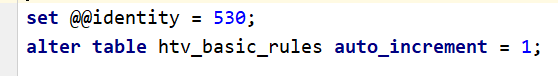 set @@identity = 530;
alter table htv_basic_rules auto_increment = 1;